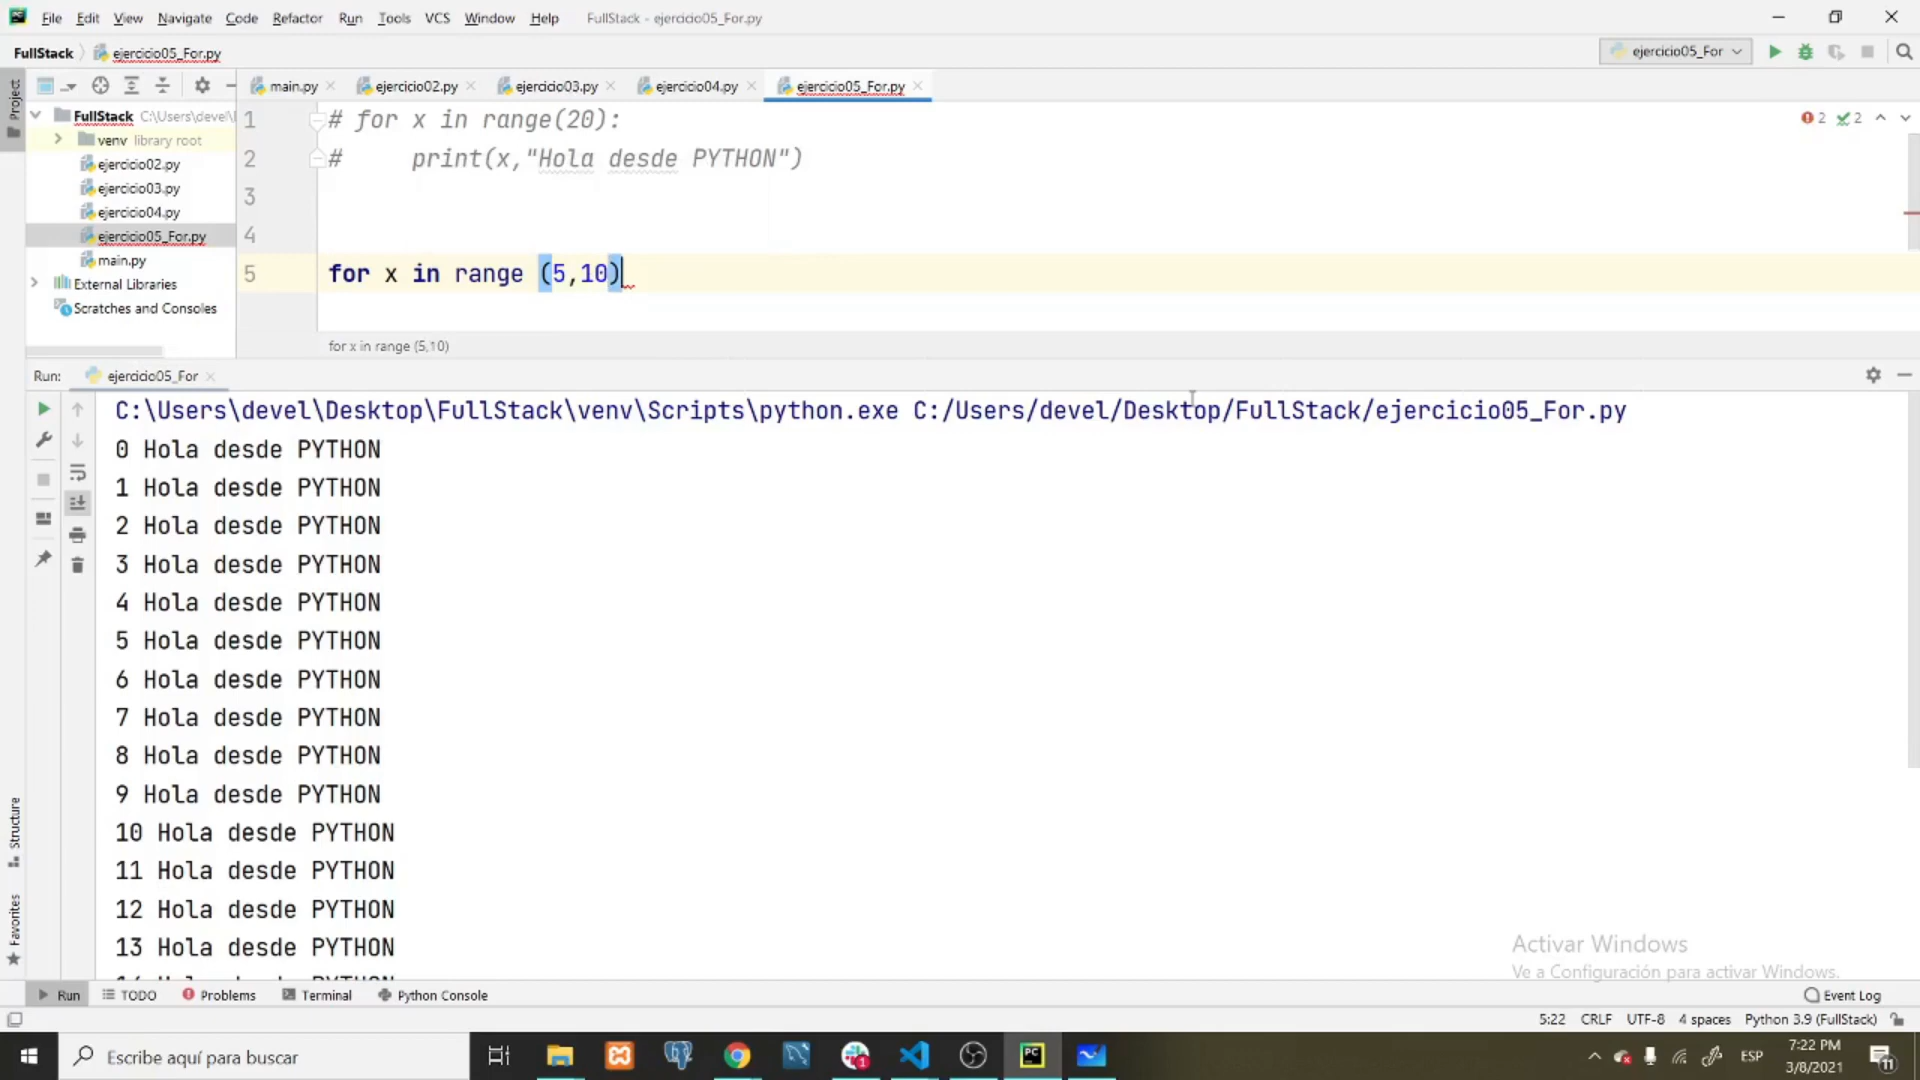 File Edit View Navigate Code Refactor Run Tools VCS Window Help FullStack - ejercicio05_For.py
FullStack ejercicio05_For.py ejercicio05_For
Project main.py ejercicio02.py ejercicio03.py ejercicio04.py ejercicio05_For.py
FullStack C:\Users\devel\
venv library root
ejercicio02.py
ejercicio03.py
ejercicio04.py
ejercicio05_For.py
main.py
External Libraries
Scratches and Consoles
1 # for x in range(20):
2 2
2 #     print(x,"Hola desde PYTHON")
3
4
5 for x in range (5,10)
for x in range (5,10)
Run: ejercicio05_For
C:\Users\devel\Desktop\FullStack\venv\Scripts\python.exe C:/Users/devel/Desktop/FullStack/ejercicio05_For.py
0 Hola desde PYTHON
1 Hola desde PYTHON
2 Hola desde PYTHON
3 Hola desde PYTHON
4 Hola desde PYTHON
5 Hola desde PYTHON
6 Hola desde PYTHON
7 Hola desde PYTHON
8 Hola desde PYTHON
9 Hola desde PYTHON
10 Hola desde PYTHON
11 Hola desde PYTHON
12 Hola desde PYTHON
13 Hola desde PYTHON
Structure
Favorites
Activar Windows
Ve a Configuración para activar Windows.
Run TODO Problems Terminal Python Console Event Log
5:22 CRLF UTF-8 4 spaces Python 3.9 (FullStack)
Escribe aquí para buscar
ESP
7:22 PM
3/8/2021
11